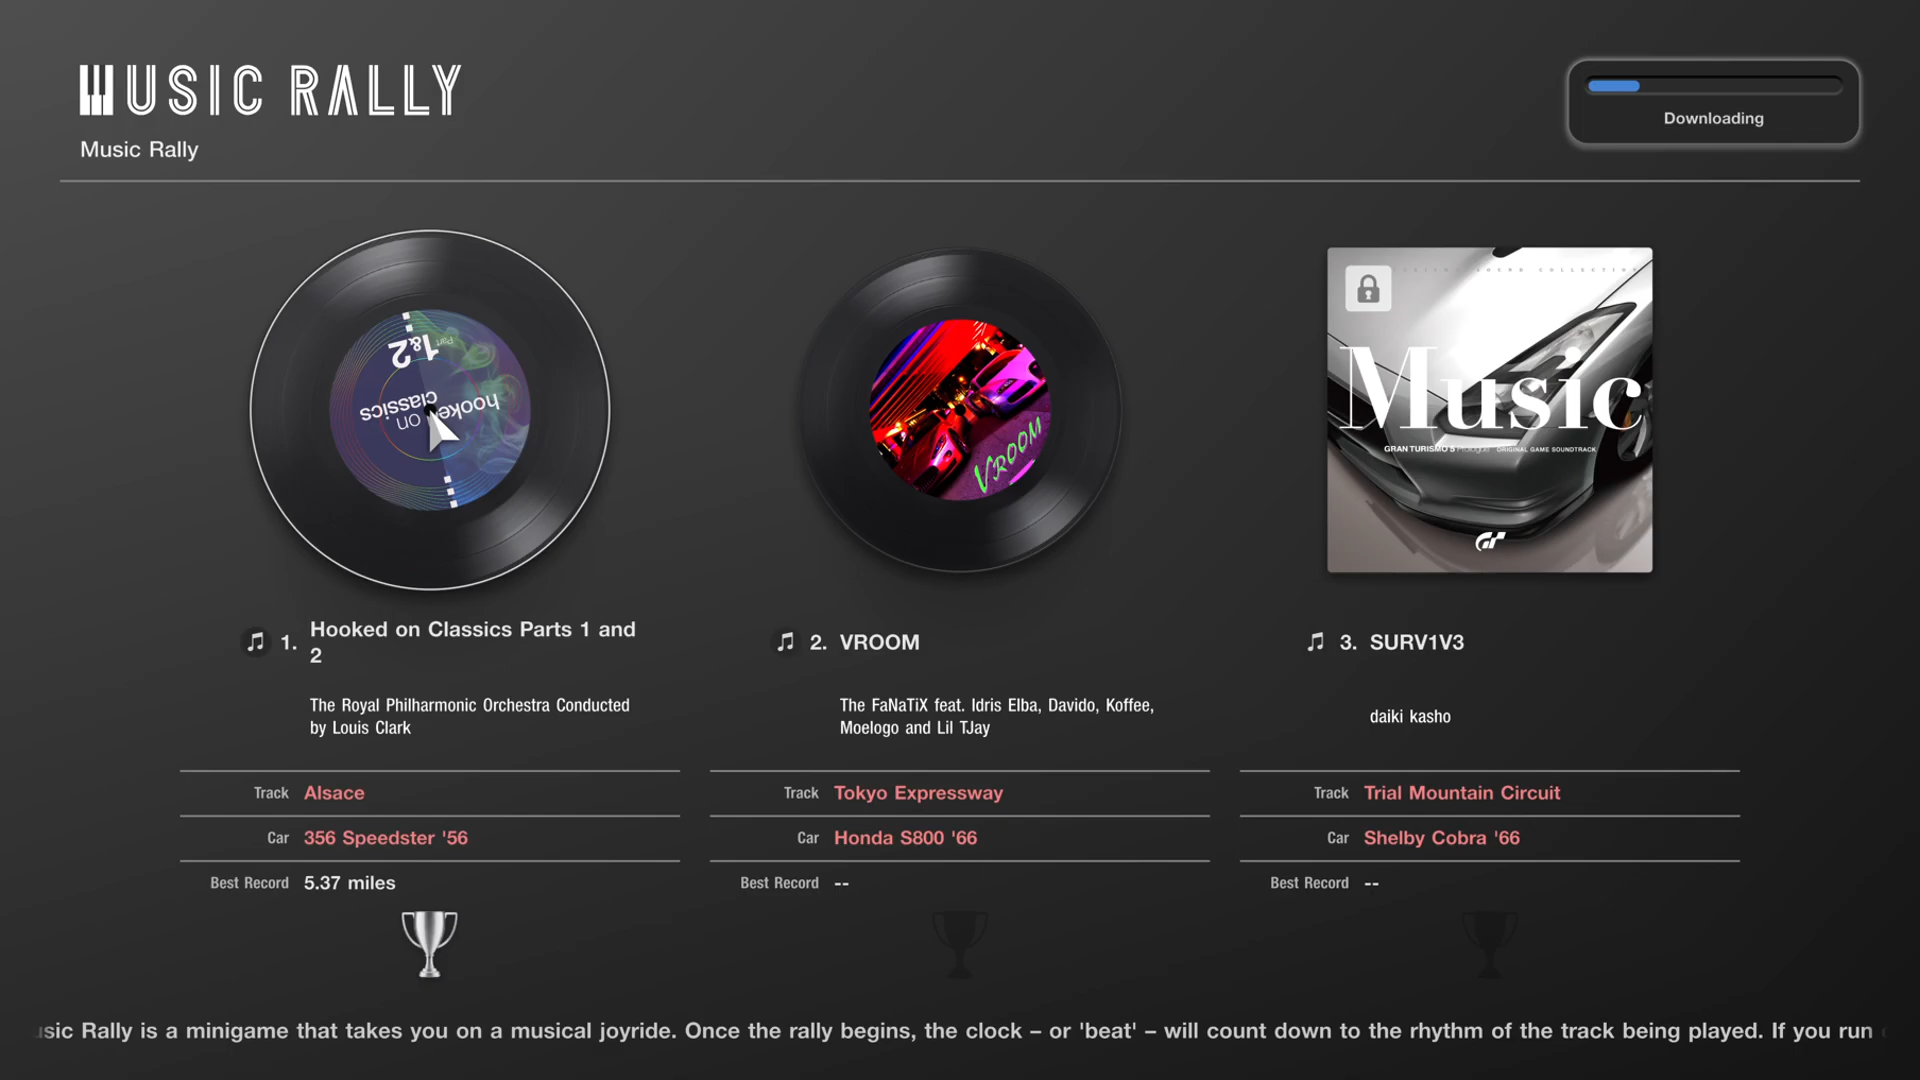 MUSIC RALLY
Music Rally
Downloading
Part
1&2
hooked on
classics
VROOM
Music
GRAN TURISMO 5 Prologue ORIGINAL GAME SOUNDTRACK
GT
1. Hooked on Classics Parts 1 and
2
The Royal Philharmonic Orchestra Conducted
by Louis Clark
Track Alsace
Car 356 Speedster '56
Best Record 5.37 miles
2. VROOM
The FaNaTiX feat. Idris Elba, Davido, Koffee,
Moelogo and Lil TJay
Track Tokyo Expressway
Car Honda S800 '66
Best Record --
3. SURV1V3
daiki kasho
Track Trial Mountain Circuit
Car Shelby Cobra '66
Best Record --
usic Rally is a minigame that takes you on a musical joyride. Once the rally begins, the clock – or 'beat' – will count down to the rhythm of the track being played. If you run